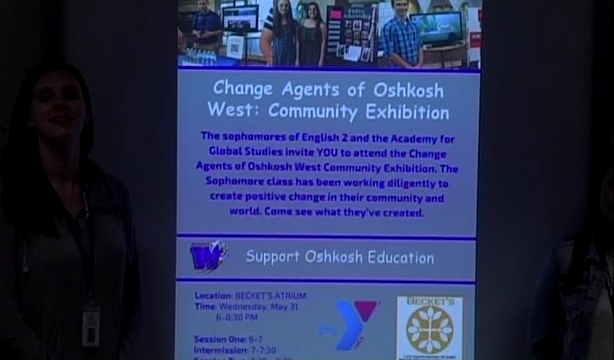 Change Agents of Oshkosh
West: Community Exhibition
The sophomores of English 2 and the Academy for
Global Studies invite YOU to attend the Change
Agents of Oshkosh West Community Exhibition. The
Sophomore class has been working diligently to
create positive change in their community and
world. Come see what they've created.
W
Support Oshkosh Education
Location: BECKET'S ATRIUM
Time: Wednesday, May 31
6-8:30 PM
Session One: 6-7
Intermission: 7-7:30
the
Y
BECKET'S